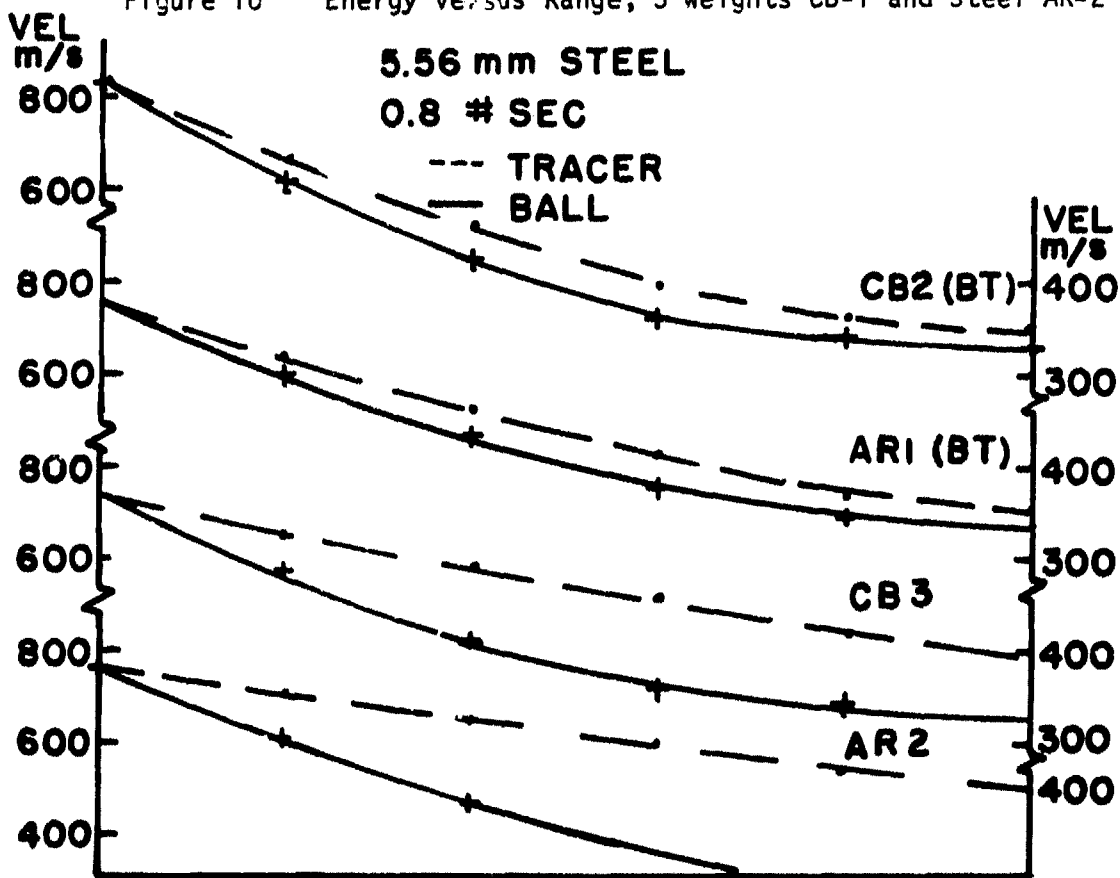 Figure 10 Energy Versus Range, 3 Weights CB-1 and Steel AR-2
VEL
m/s
5.56 mm STEEL
0.8 # SEC
--- TRACER
— BALL
800
600
800
600
800
600
800
600
400
VEL
m/s
400
300
400
300
400
300
400
CB2 (BT)
AR1 (BT)
CB3
AR2